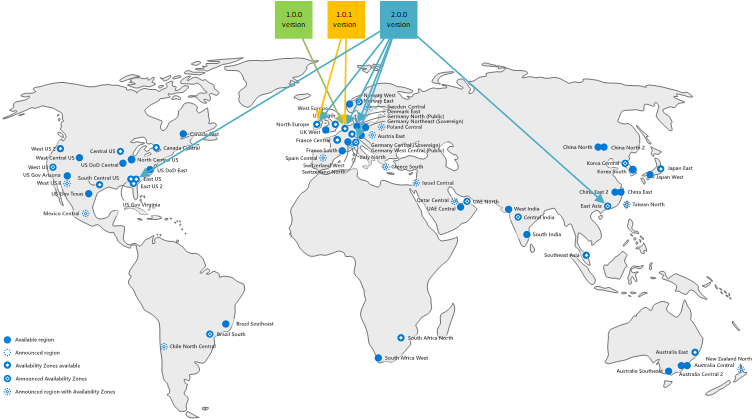 1.0.0
version
1.0.1
version
2.0.0
version
Norway West
Norway East
West Europe
Sweden Central
Denmark East
Germany North (Public)
Germany Northeast (Sovereign)
North Europe
Poland Central
UK West
Austria East
France Central
Germany Central (Sovereign)
Germany West Central (Public)
France South
Italy North
Spain Central
Switzerland West
Switzerland North
Greece South
Israel Central
Qatar Central
UAE North
UAE Central
Canada East
Canada Central
West US 2
Central US
West Central US
North Central US
US DoD Central
US DoD East
West US
US Gov Arizona
South Central US
East US
East US 2
US Gov Texas
US Gov Virginia
Mexico Central
China North
China North 2
Korea Central
Korea South
Japan East
Japan West
China East 2
China East
East Asia
Taiwan North
West India
Central India
South India
Southeast Asia
Brazil Southeast
Brazil South
Chile North Central
South Africa North
South Africa West
Australia East
New Zealand North
Australia Central
Australia Southeast
Australia Central 2
Available region
Announced region
Availability Zones available
Announced Availability Zones
Announced region with Availability Zones